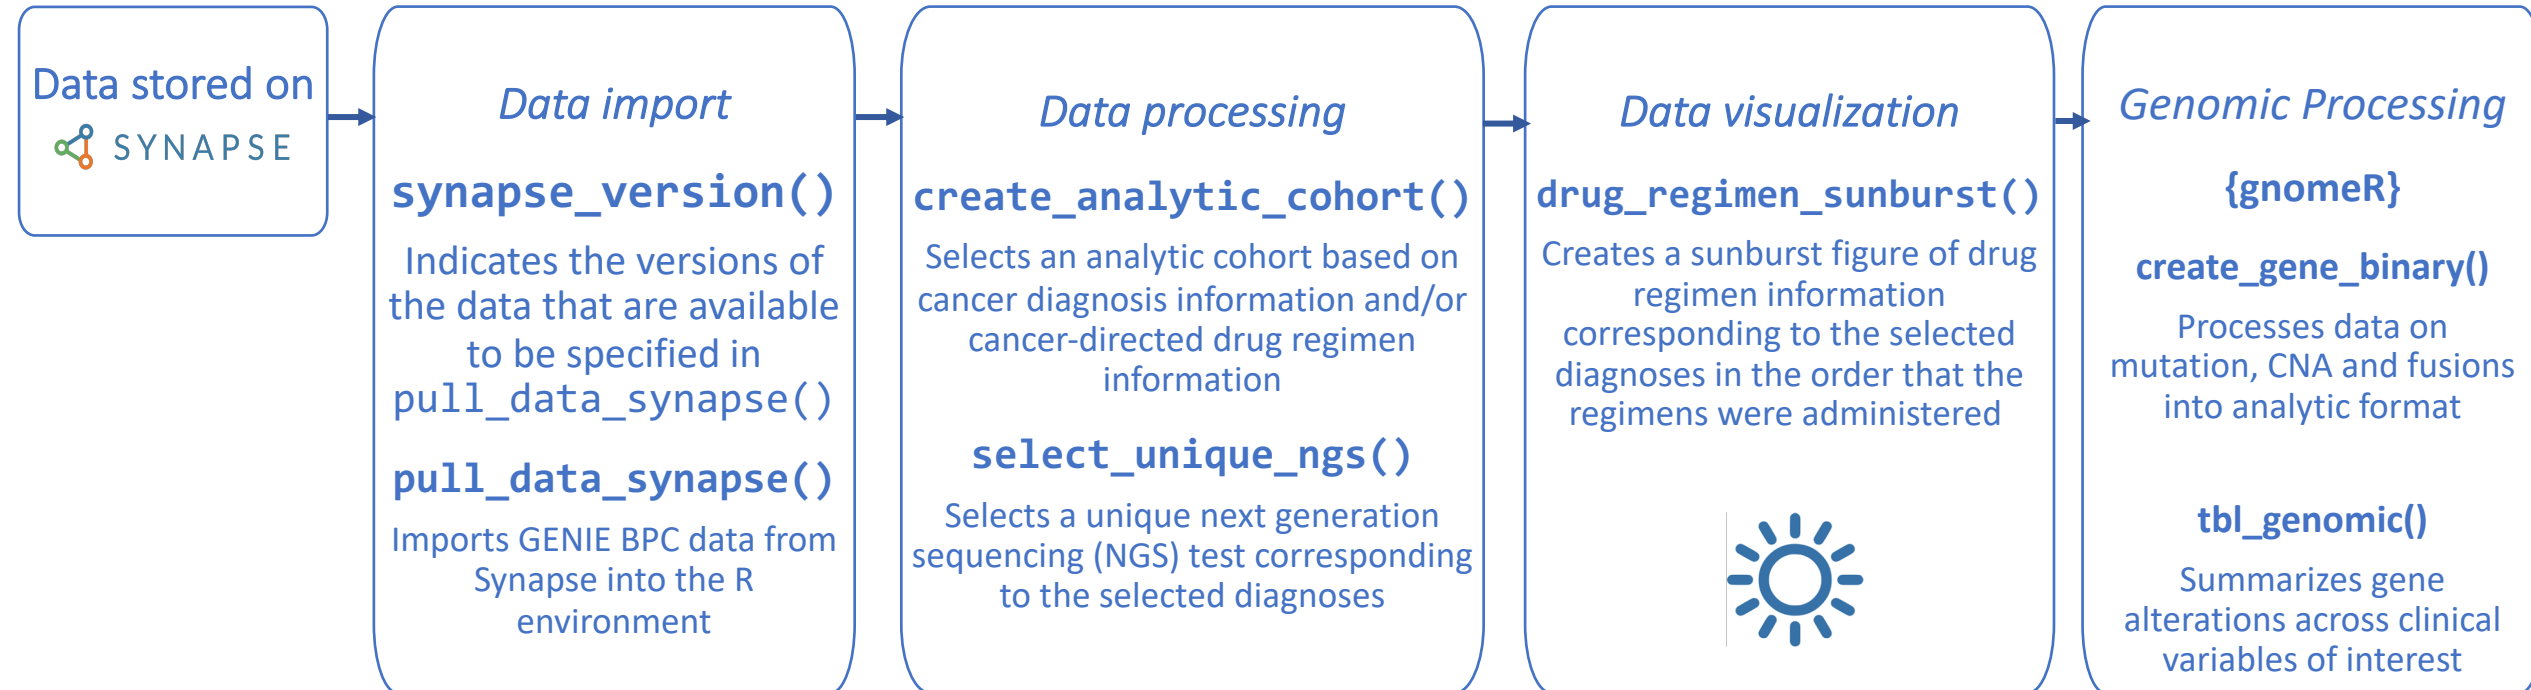 Data stored on
SYNAPSE
Data import
synapse_version()
Indicates the versions of
the data that are available
to be specified in
pull_data_synapse()
pull_data_synapse()
Imports GENIE BPC data from
Synapse into the R
environment
Data processing
create_analytic_cohort()
Selects an analytic cohort based on
cancer diagnosis information and/or
cancer-directed drug regimen
information
select_unique_ngs()
Selects a unique next generation
sequencing (NGS) test corresponding
to the selected diagnoses
Data visualization
drug_regimen_sunburst()
Creates a sunburst figure of drug
regimen information
corresponding to the selected
diagnoses in the order that the
regimens were administered
Genomic Processing
{gnomeR}
create_gene_binary()
Processes data on
mutation, CNA and fusions
into analytic format
tbl_genomic()
Summarizes gene
alterations across clinical
variables of interest